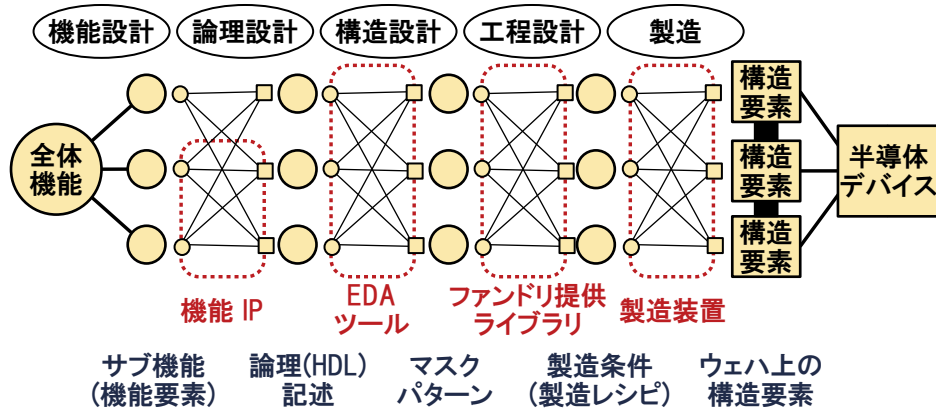 機能設計
論理設計
構造設計
工程設計
製造
全体
機能
構造
要素
構造
要素
構造
要素
半導体
デバイス
機能 IP
EDA
ツール
ファンドリ提供
ライブラリ
製造装置
サブ機能
(機能要素)
論理(HDL)
記述
マスク
パターン
製造条件
(製造レシピ)
ウェハ上の
構造要素